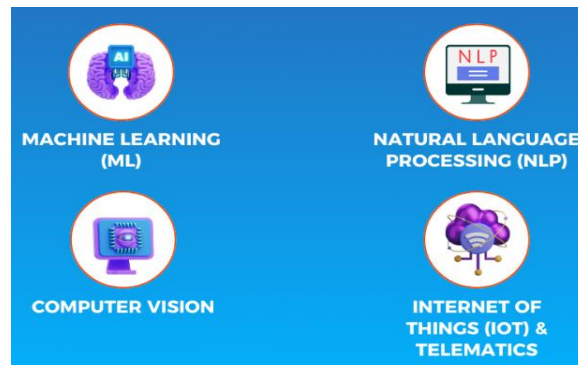 AI
MACHINE LEARNING
(ML)
NLP
NATURAL LANGUAGE
PROCESSING (NLP)
COMPUTER VISION
INTERNET OF
THINGS (IOT) &
TELEMATICS